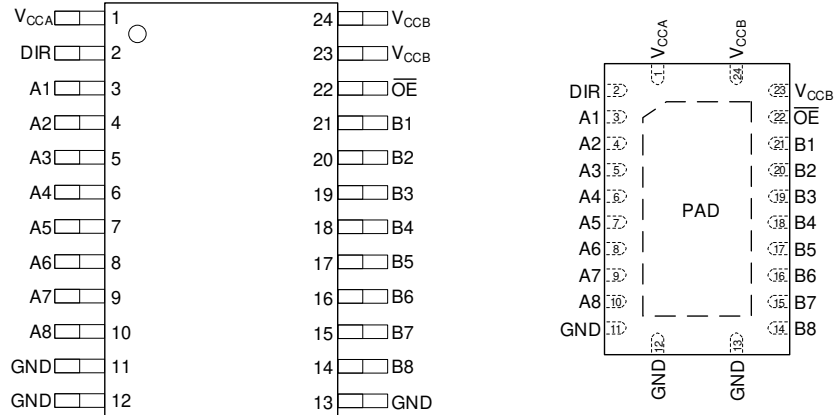 VCCA 1 24 VCCB
DIR 2 23 VCCB
A1 3 22 OE
A2 4 21 B1
A3 5 20 B2
A4 6 19 B3
A5 7 18 B4
A6 8 17 B5
A7 9 16 B6
A8 10 15 B7
GND 11 14 B8
GND 12 13 GND
VCCA VCCB
1 24
DIR 2 23 VCCB
A1 3 22 OE
A2 4 21 B1
A3 5 20 B2
A4 6 19 B3
A5 7 18 B4
A6 8 17 B5
A7 9 16 B6
A8 10 15 B7
GND 11 14 B8
PAD
12 13
GND GND